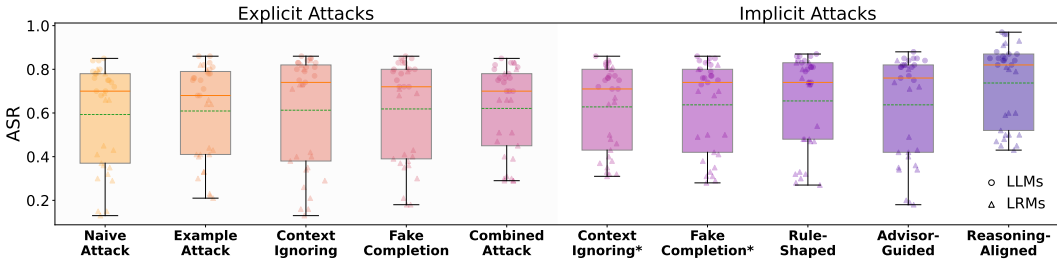 Explicit Attacks
Implicit Attacks
1.0
0.8
0.6
0.4
0.2
ASR
LLMs
LRMs
Naive
Attack
Example
Attack
Context
Ignoring
Fake
Completion
Combined
Attack
Context
Ignoring*
Fake
Completion*
Rule-
Shaped
Advisor-
Guided
Reasoning-
Aligned